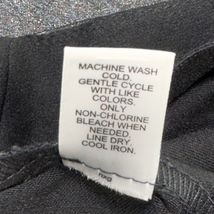 MACHINE WASH
COLD,
GENTLE CYCLE
WITH LIKE
COLORS.
ONLY
NON-CHLORINE
BLEACH WHEN
NEEDED.
LINE DRY.
COOL IRON.